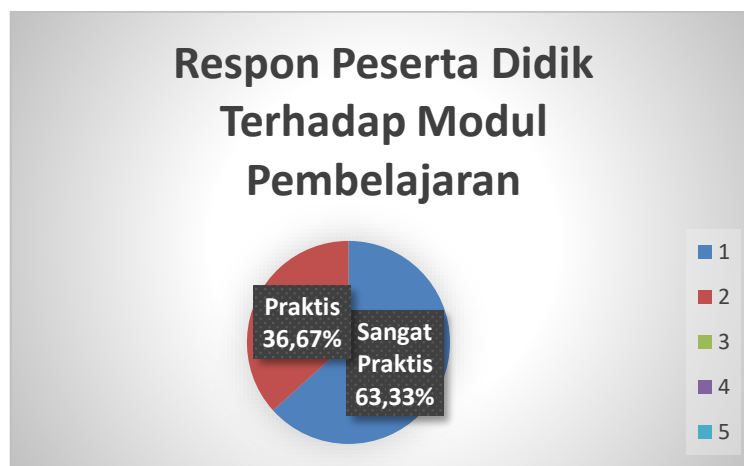 Respon Peserta Didik
Terhadap Modul
Pembelajaran
Praktis
36,67%
Sangat
Praktis
63,33%
1
2
3
4
5